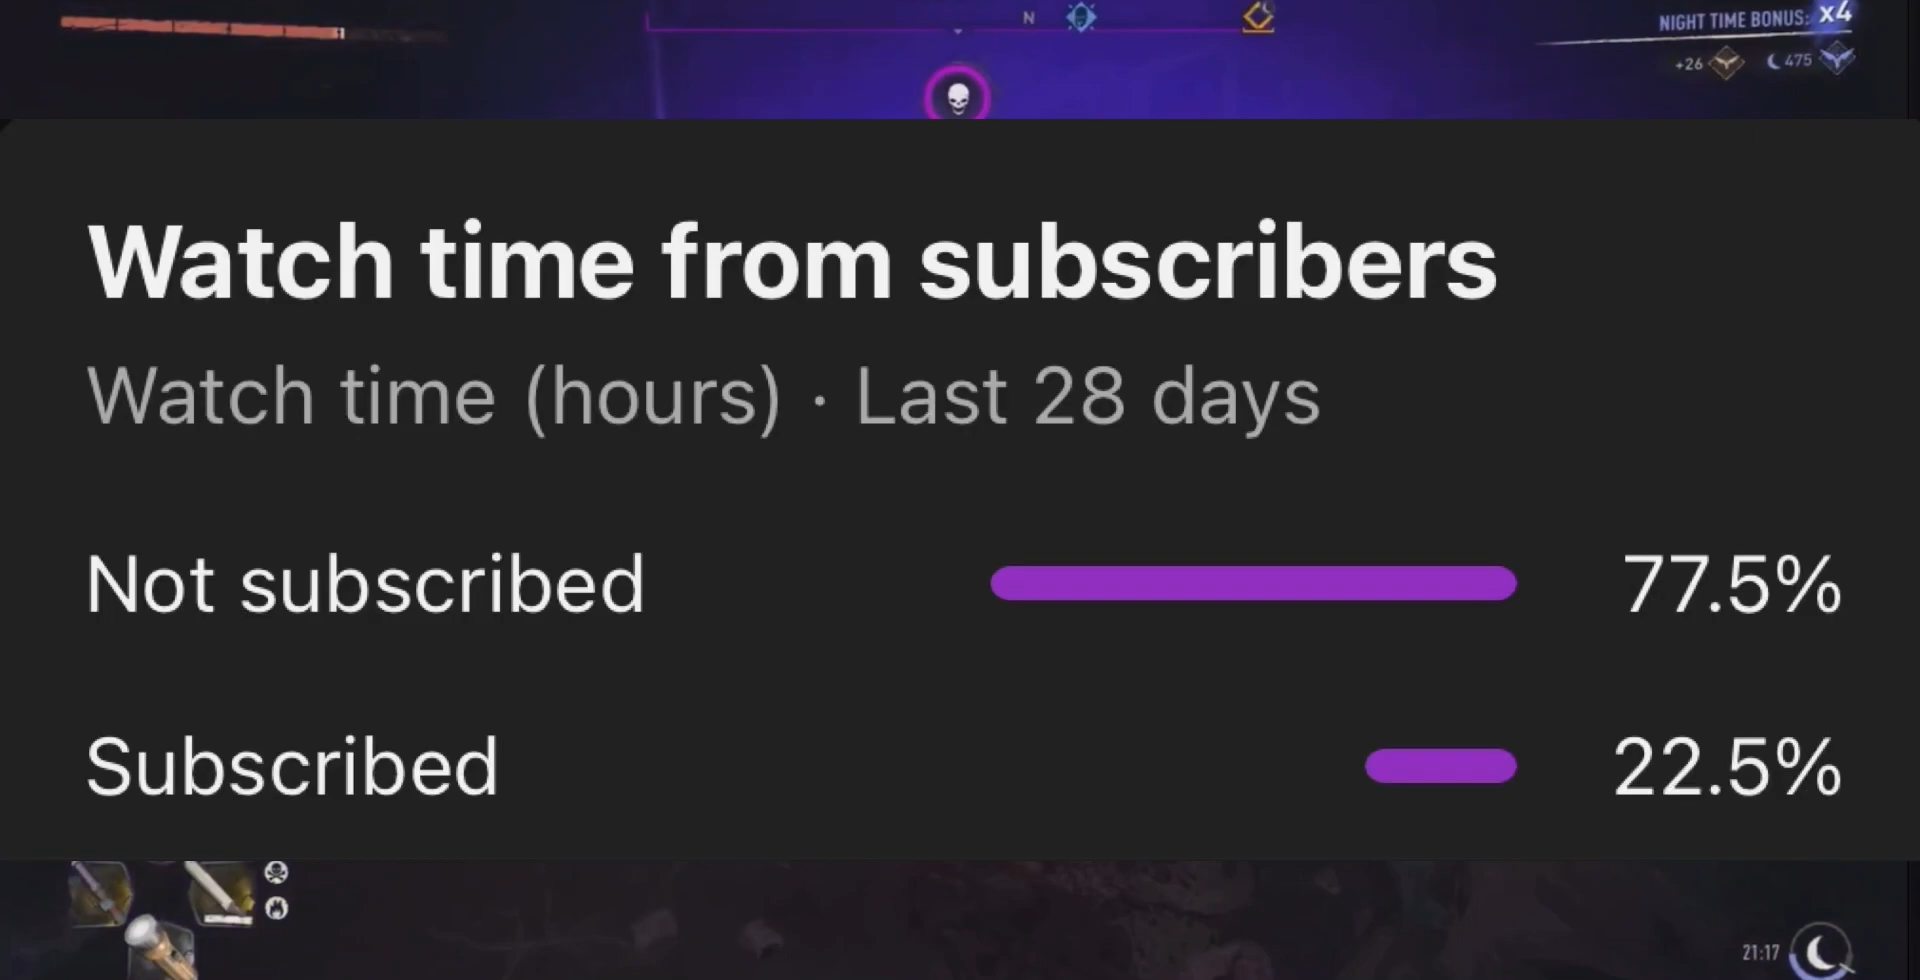 N
NIGHT TIME BONUS: x4
+26 475
Watch time from subscribers
Watch time (hours) · Last 28 days
Not subscribed 77.5%
Subscribed 22.5%
21:17